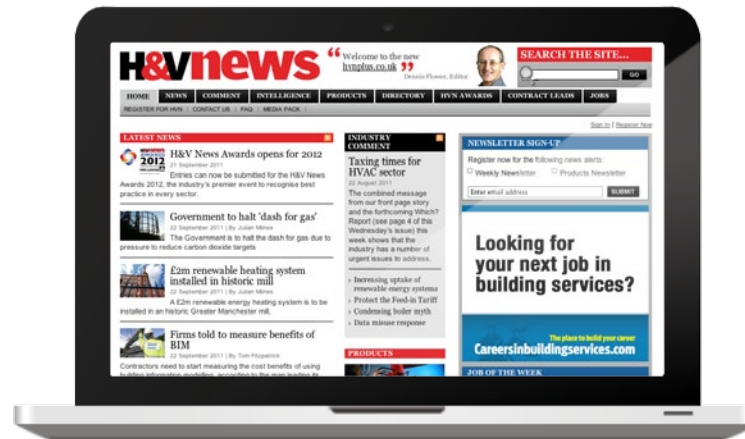 H&Vnews
“ Welcome to the new
hvnplus.co.uk ”
Dennis Flower, Editor
SEARCH THE SITE...
GO
HOME NEWS COMMENT INTELLIGENCE PRODUCTS DIRECTORY HVN AWARDS CONTRACT LEADS JOBS
REGISTER FOR HVN | CONTACT US | FAQ | MEDIA PACK |
Sign in | Register Now
LATEST NEWS
AWARDS
2012
H&V News Awards opens for 2012
21 September 2011
Entries can now be submitted for the H&V News
Awards 2012, the industry's premier event to recognise best
practice in every sector.
Government to halt 'dash for gas'
22 September 2011 | By Julian Milnes
The Government is to halt the dash for gas due to
pressure to reduce carbon dioxide targets
£2m renewable heating system
installed in historic mill
22 September 2011 | By Julian Milnes
A £2m renewable energy heating system is to be
installed in an historic Greater Manchester mill.
Firms told to measure benefits of
BIM
22 September 2011 | By Tom Fitzpatrick
Contractors need to start measuring the cost benefits of using
building information modelling, according to the man leading its
INDUSTRY
COMMENT
Taxing times for
HVAC sector
22 August 2011
The combined message
from our front page story
and the forthcoming Which?
Report (see page 4 of this
Wednesday's issue) this
week shows that the
industry has a number of
urgent issues to address.
› Increasing uptake of
renewable energy systems
› Protect the Feed-in Tariff
› Condensing boiler myth
› Data misuse response
PRODUCTS
NEWSLETTER SIGN-UP
Register now for the following news alerts:
Weekly Newsletter Products Newsletter
Enter email address SUBMIT
Looking for
your next job in
building services?
The place to build your career
Careersinbuildingservices.com
JOB OF THE WEEK